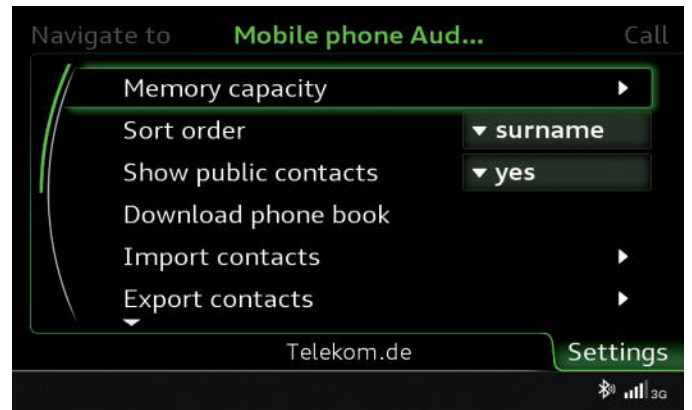 Navigate to Mobile phone Aud... Call
Memory capacity
Sort order surname
Show public contacts yes
Download phone book
Import contacts
Export contacts
Telekom.de Settings
3G